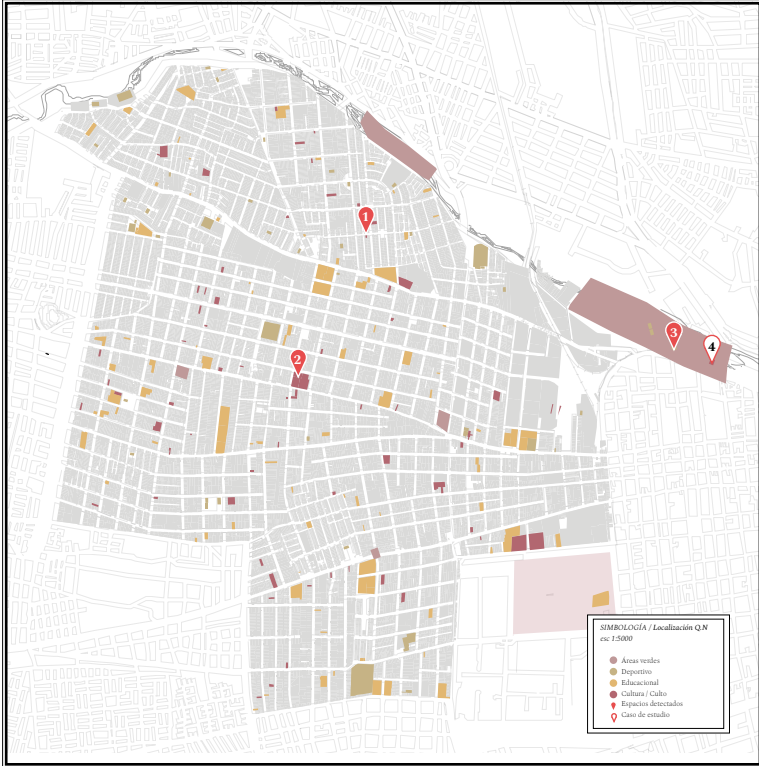 1
2
3
4
SIMBOLOGÍA / Localización Q.N
esc 1:5000
Áreas verdes
Deportivo
Educacional
Cultura / Culto
Espacios detectados
Caso de estudio